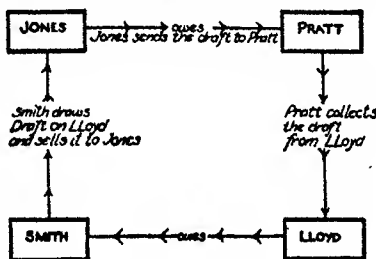 JONES
owes
Jones sends the draft to Pratt
PRATT
Smith draws
Draft on LLoyd
and sells it to Jones
Pratt collects
the draft
from LLoyd
SMITH
owes
LLOYD